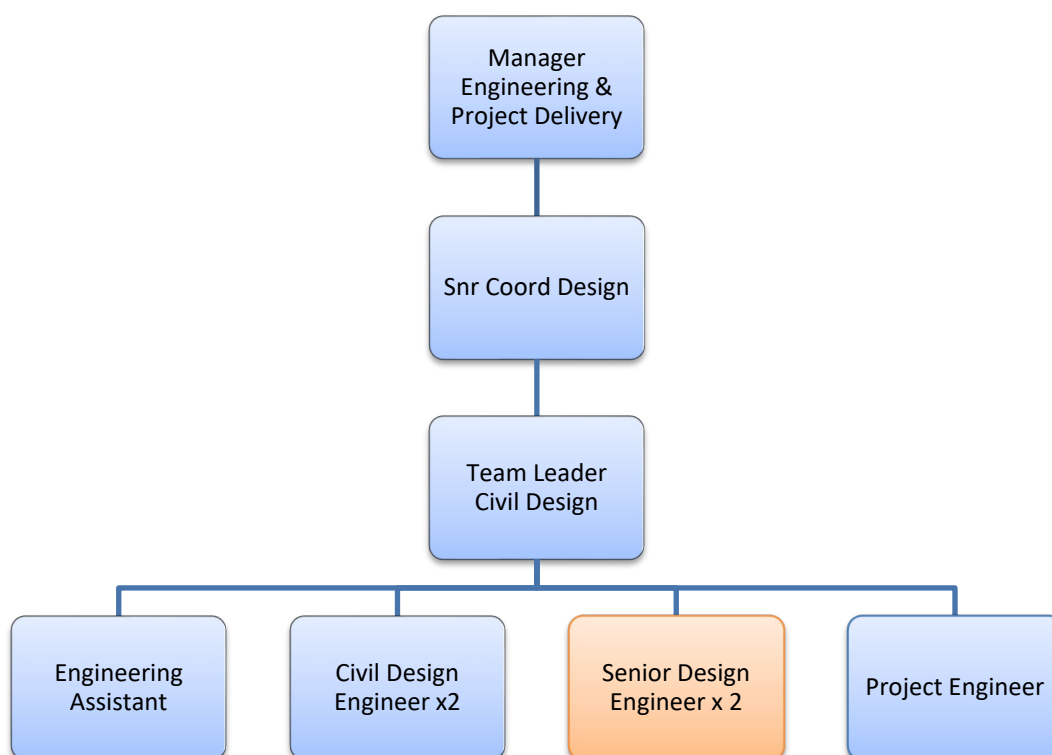 Manager
Engineering &
Project Delivery
Snr Coord Design
Team Leader
Civil Design
Engineering
Assistant
Civil Design
Engineer x2
Senior Design
Engineer x 2
Project Engineer